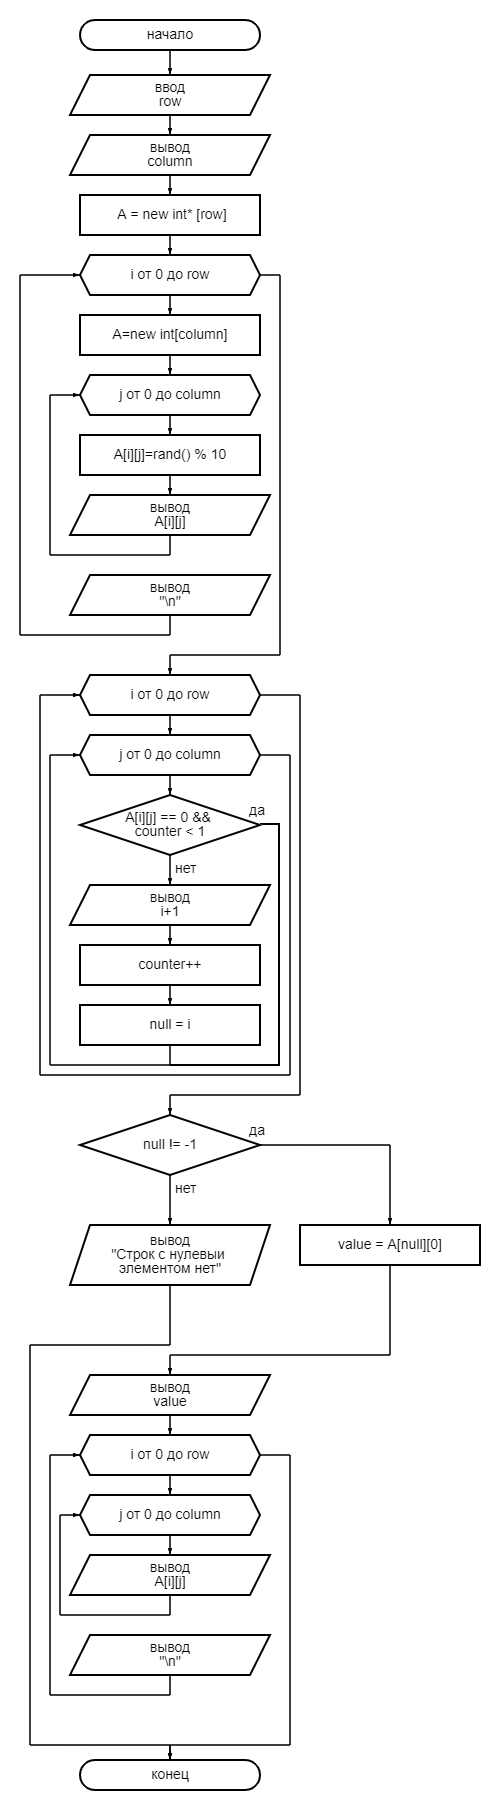 начало
ввод
row
вывод
column
A = new int* [row]
i от 0 до row
A=new int[column]
j от 0 до column
A[i][j]=rand() % 10
вывод
A[i][j]
вывод
"\n"
i от 0 до row
j от 0 до column
A[i][j] == 0 &&
counter < 1
да
нет
вывод
i+1
counter++
null = i
null != -1
да
нет
вывод
"Строк с нулевыи
элементом нет"
value = A[null][0]
вывод
value
i от 0 до row
j от 0 до column
вывод
A[i][j]
вывод
"\n"
конец